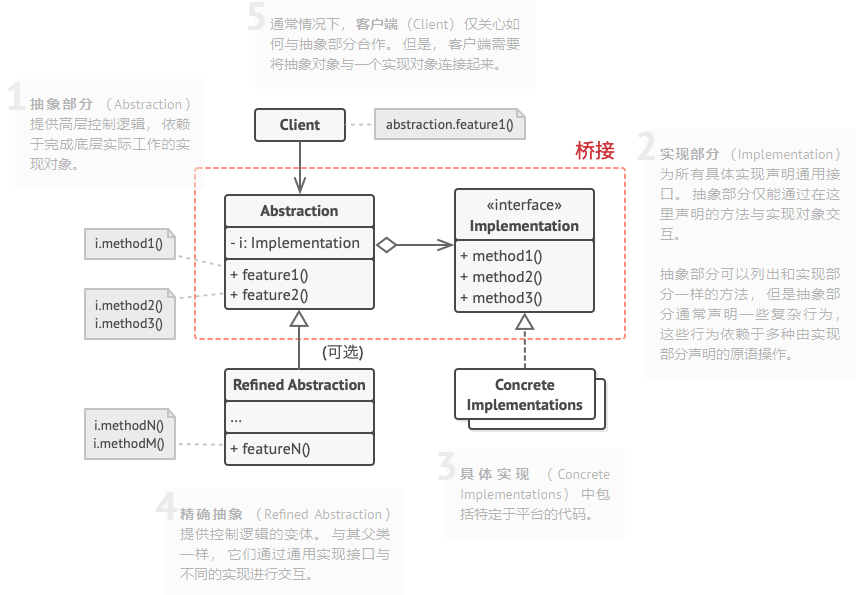 5
通常情况下， 客户端 （Client） 仅关心如
何与抽象部分合作。 但是， 客户端需要
将抽象对象与一个实现对象连接起来。
1
抽象部分 （Abstraction）
提供高层控制逻辑， 依赖
于完成底层实际工作的实
现对象。
Client
abstraction.feature1()
桥接
2
实现部分 （Implementation）
为所有具体实现声明通用接
口。 抽象部分仅能通过在这
里声明的方法与实现对象交
互。
抽象部分可以列出和实现部
分一样的方法， 但是抽象部
分通常声明一些复杂行为，
这些行为依赖于多种由实现
部分声明的原语操作。
Abstraction
- i: Implementation
+ feature1()
+ feature2()
«interface»
Implementation
+ method1()
+ method2()
+ method3()
i.method1()
i.method2()
i.method3()
(可选)
Refined Abstraction
...
+ featureN()
Concrete
Implementations
i.methodN()
i.methodM()
3
具体实现 （Concrete
Implementations） 中包
括特定于平台的代码。
4
精确抽象 （Refined Abstraction）
提供控制逻辑的变体。 与其父类
一样， 它们通过通用实现接口与
不同的实现进行交互。